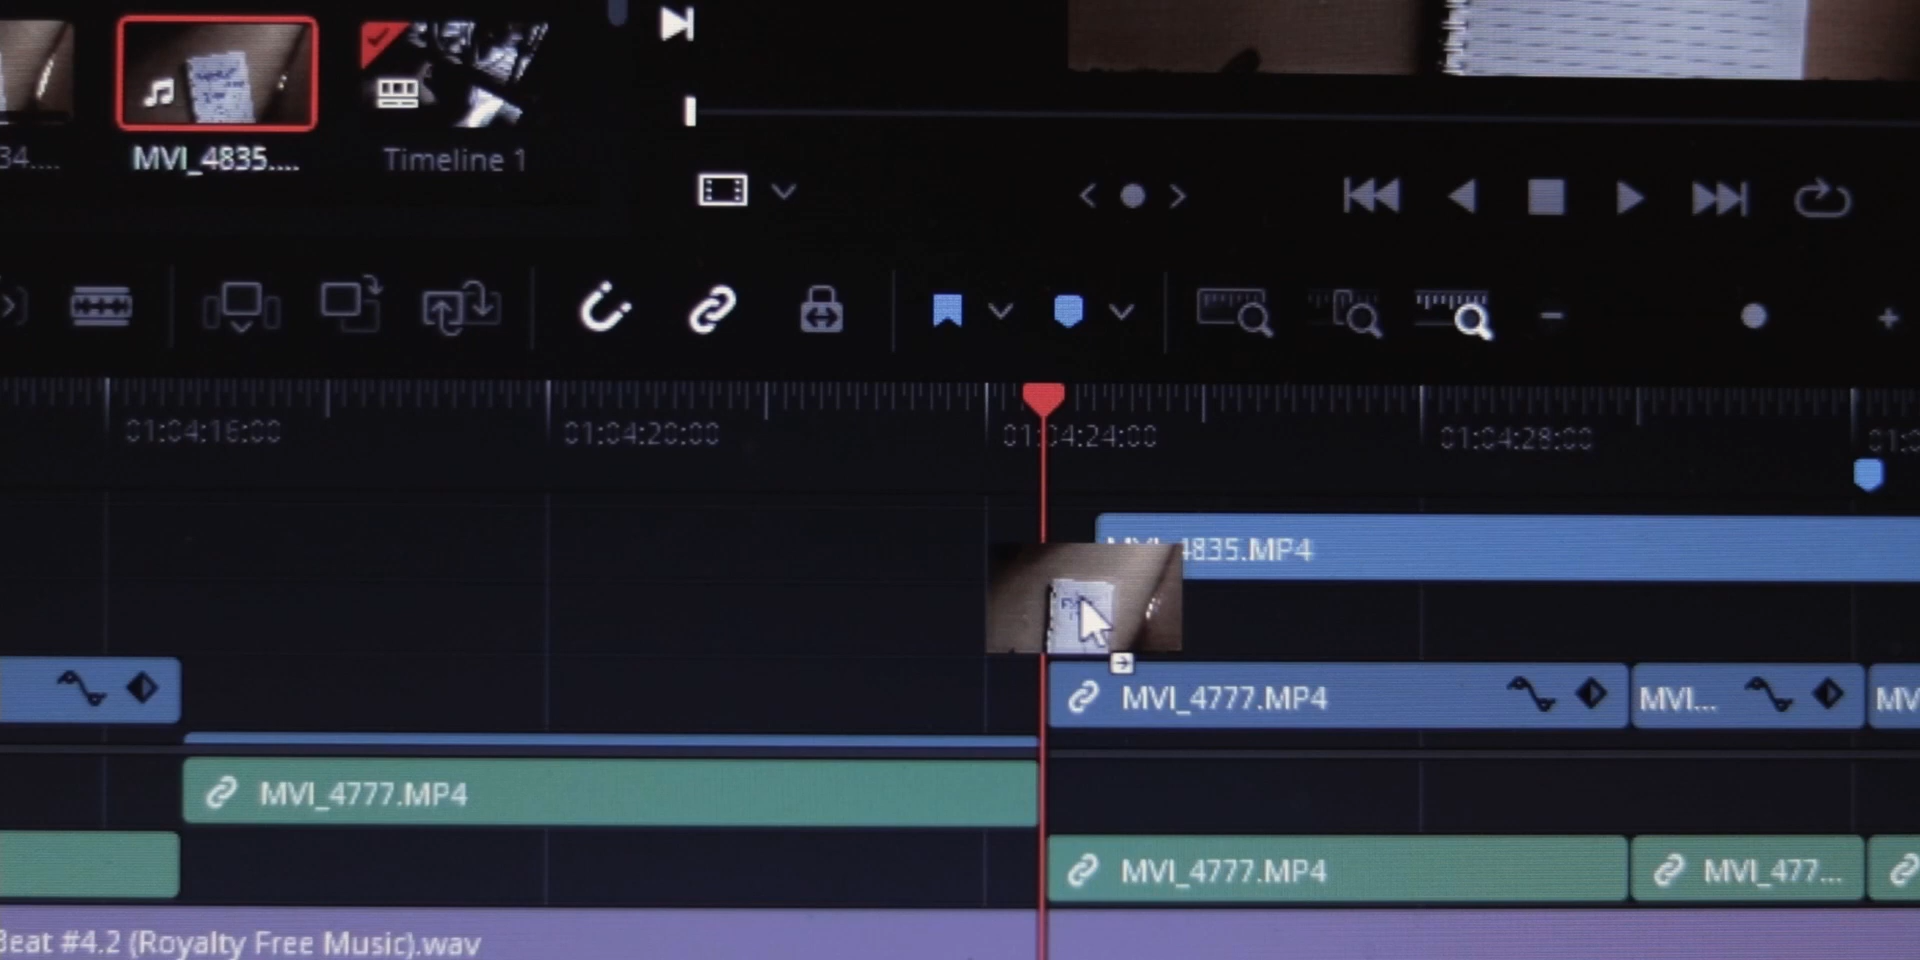 34....
MVI_4835....
Timeline 1
01:04:16:00
01:04:20:00
01:04:24:00
01:04:28:00
4835.MP4
MVI_4777.MP4
MVI...
MVI_4777.MP4
MVI_4777.MP4
MVI_477...
Beat #4.2 (Royalty Free Music).wav